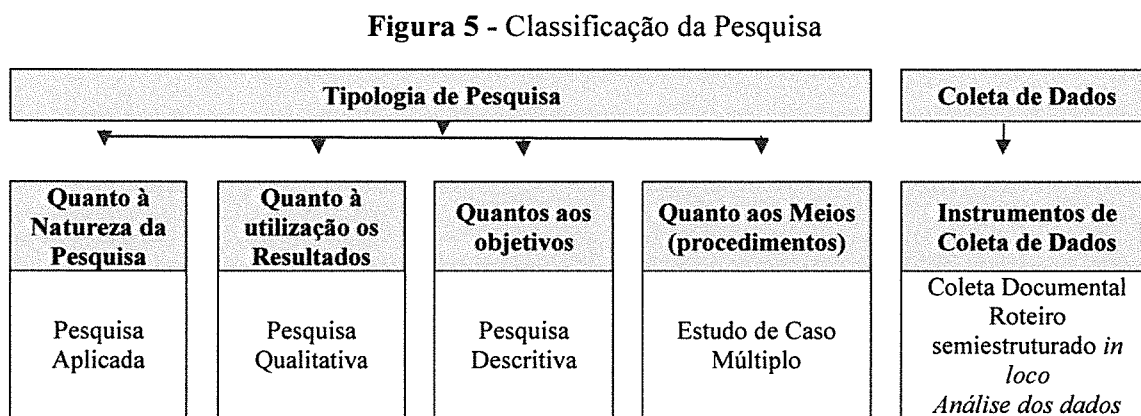 Figura 5 - Classificação da Pesquisa
Tipologia de Pesquisa
Coleta de Dados
Quanto à
Natureza da
Pesquisa
Pesquisa
Aplicada
Quanto à
utilização os
Resultados
Pesquisa
Qualitativa
Quantos aos
objetivos
Pesquisa
Descritiva
Quanto aos Meios
(procedimentos)
Estudo de Caso
Múltiplo
Instrumentos de
Coleta de Dados
Coleta Documental
Roteiro
semiestruturado in
loco
Análise dos dados